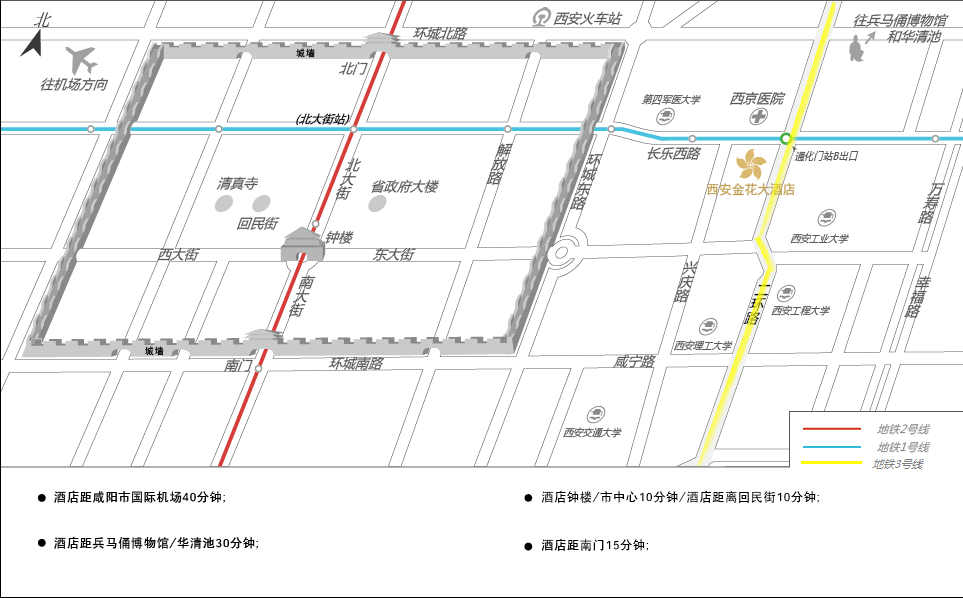 北
西安火车站
环城北路
往兵马俑博物馆
和华清池
城墙
往机场方向
北门
第四军医大学
西京医院
(北大街站)
长乐西路
通化门站B出口
解放路
环城东路
北大街
清真寺
省政府大楼
西安金花大酒店
万寿路
回民街
钟楼
西安工业大学
西大街
东大街
兴庆路
南大街
二环路
幸福路
西安工程大学
西安理工大学
城墙
南门
环城南路
咸宁路
西安交通大学
地铁2号线
地铁1号线
地铁3号线
● 酒店距咸阳市国际机场40分钟;
● 酒店钟楼/市中心10分钟/酒店距离回民街10分钟;
● 酒店距兵马俑博物馆/华清池30分钟;
● 酒店距南门15分钟;